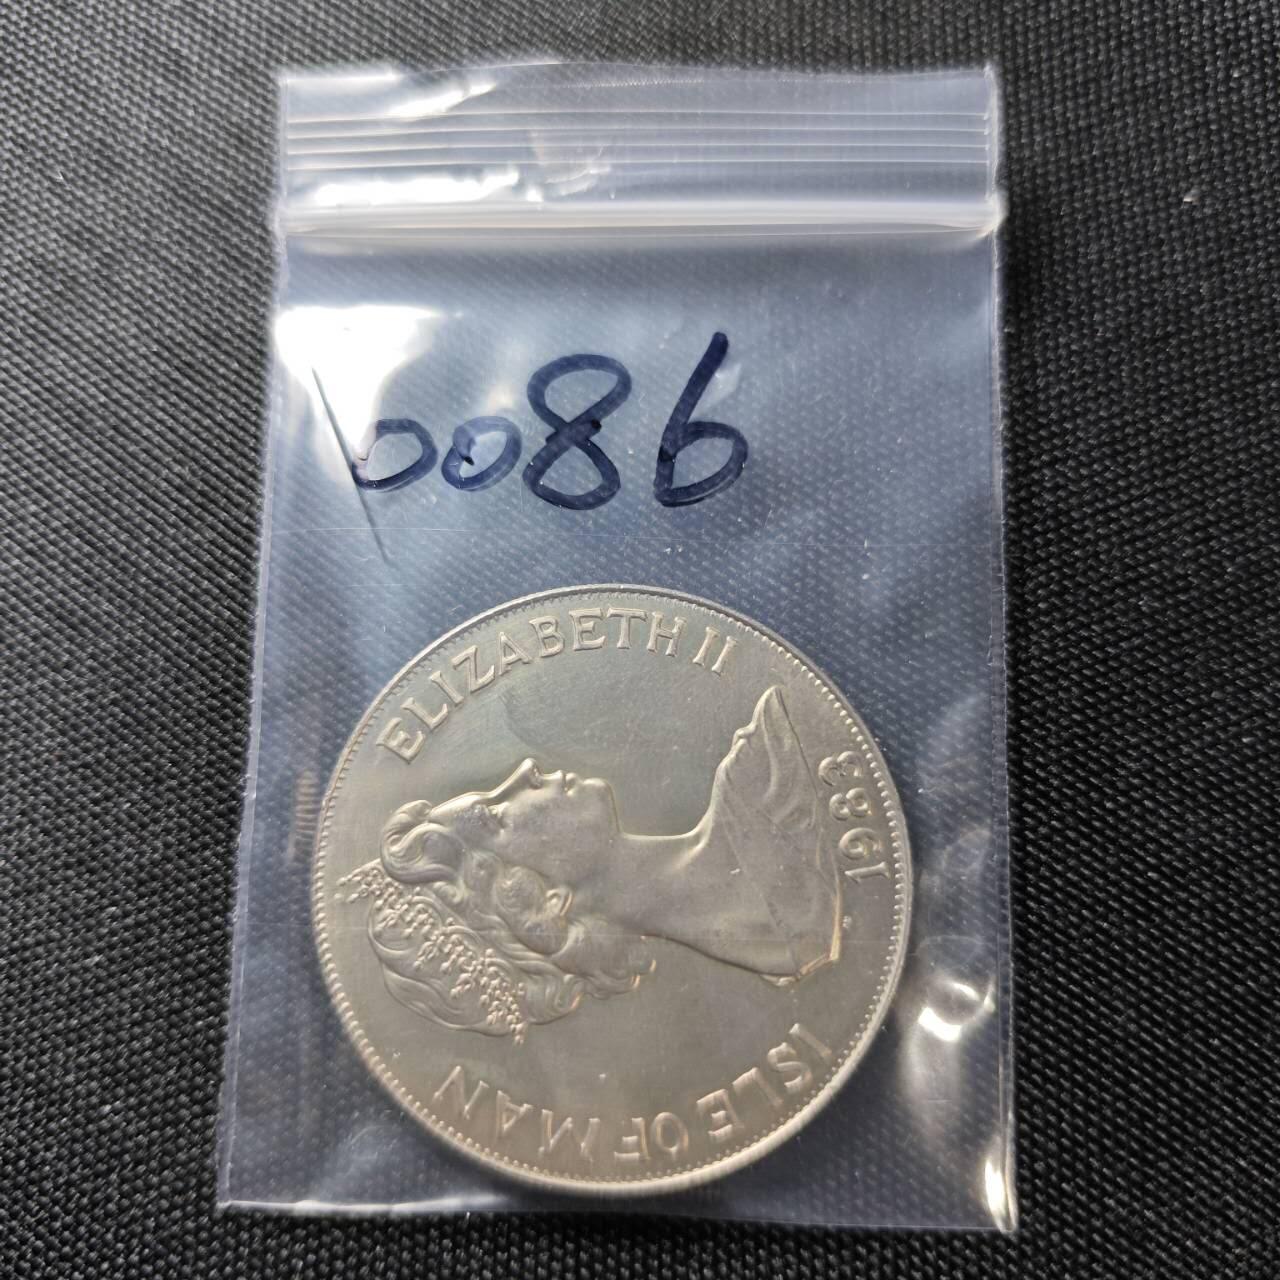 0086
ELIZABETH II
ISLE OF MAN
1983